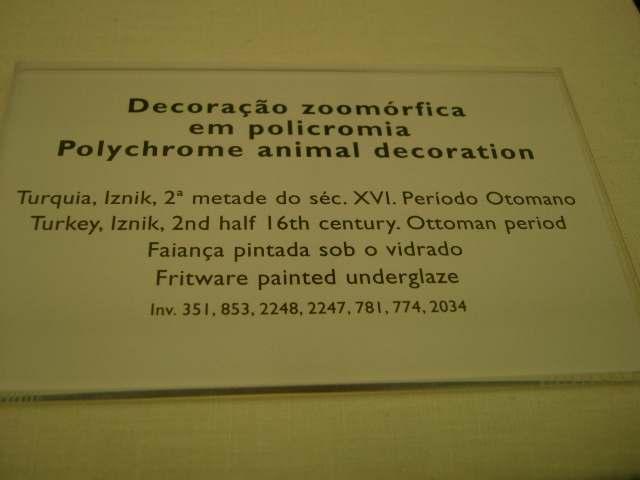 Decoração zoomórfica
em policromia
Polychrome animal decoration
Turquia, Iznik, 2ª metade do séc. XVI. Período Otomano
Turkey, Iznik, 2nd half 16th century. Ottoman period
Faiança pintada sob o vidrado
Fritware painted underglaze
Inv. 351, 853, 2248, 2247, 781, 774, 2034